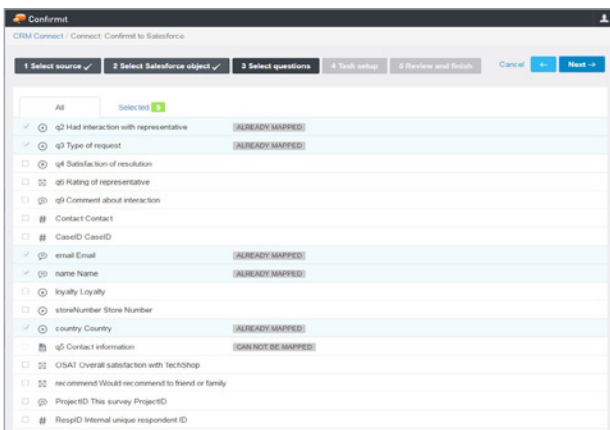 Confirmit
CRM Connect / Connect: Confirmit to Salesforce
1 Select source ✓ 2 Select Salesforce object ✓ 3 Select questions 4 Task setup 5 Review and finish Cancel ← Next →
All Selected
q2 Had interaction with representative ALREADY MAPPED
q3 Type of request ALREADY MAPPED
q4 Satisfaction of resolution
q6 Rating of representative
q9 Comment about interaction
# Contact Contact
# CaseID CaseID
email Email ALREADY MAPPED
name Name ALREADY MAPPED
loyalty Loyalty
storeNumber Store Number
country Country ALREADY MAPPED
q5 Contact information CAN NOT BE MAPPED
OSAT Overall satisfaction with TechShop
recommend Would recommend to friend or family
ProjectID This survey ProjectID
# RespID Internal unique respondent ID